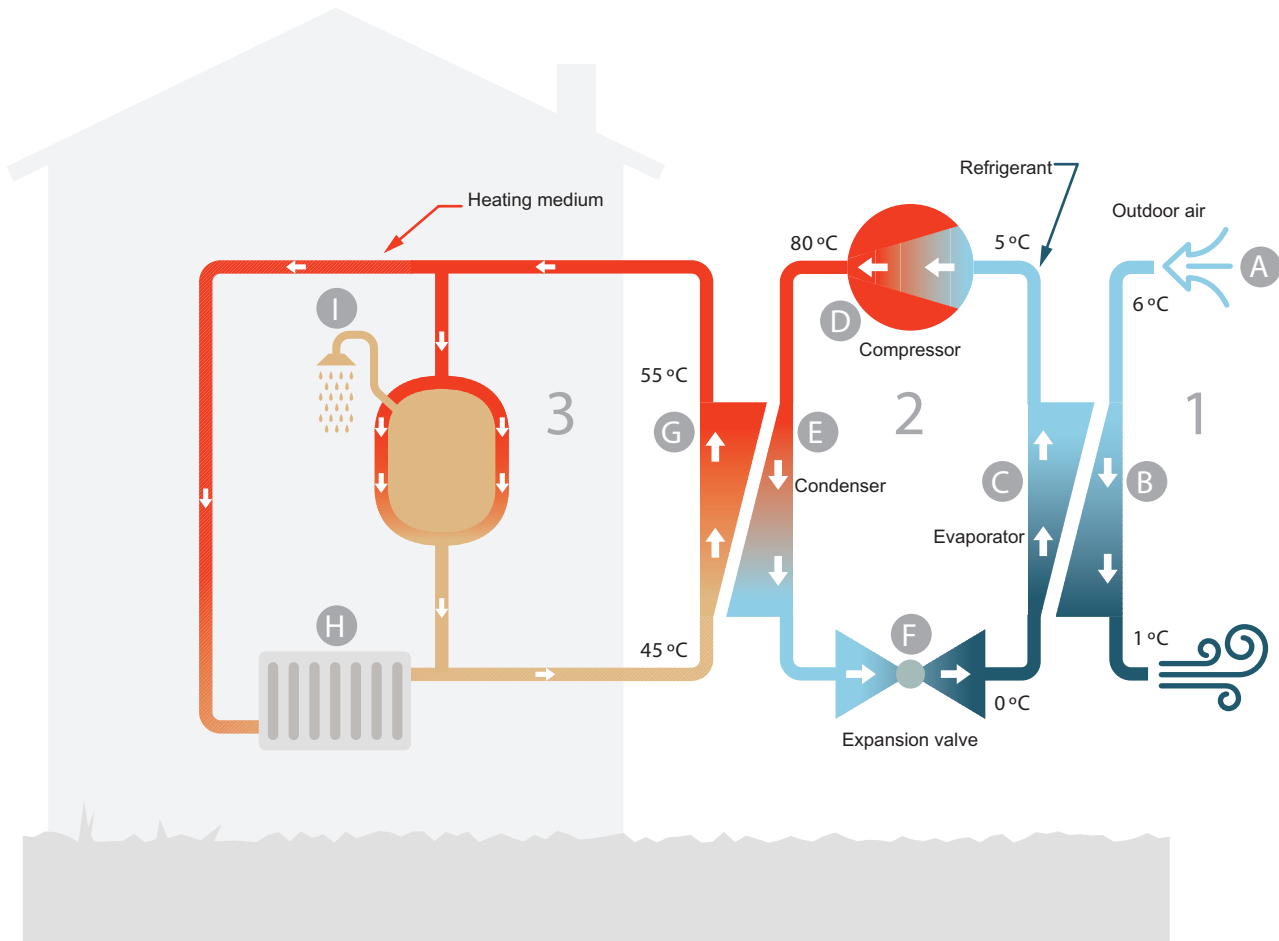 Refrigerant
Heating medium
Outdoor air
80 ºC
5 ºC
A
6 ºC
I
D
Compressor
55 ºC
3
2
1
G
E
C
B
Condenser
Evaporator
H
F
45 ºC
1 ºC
0 ºC
Expansion valve